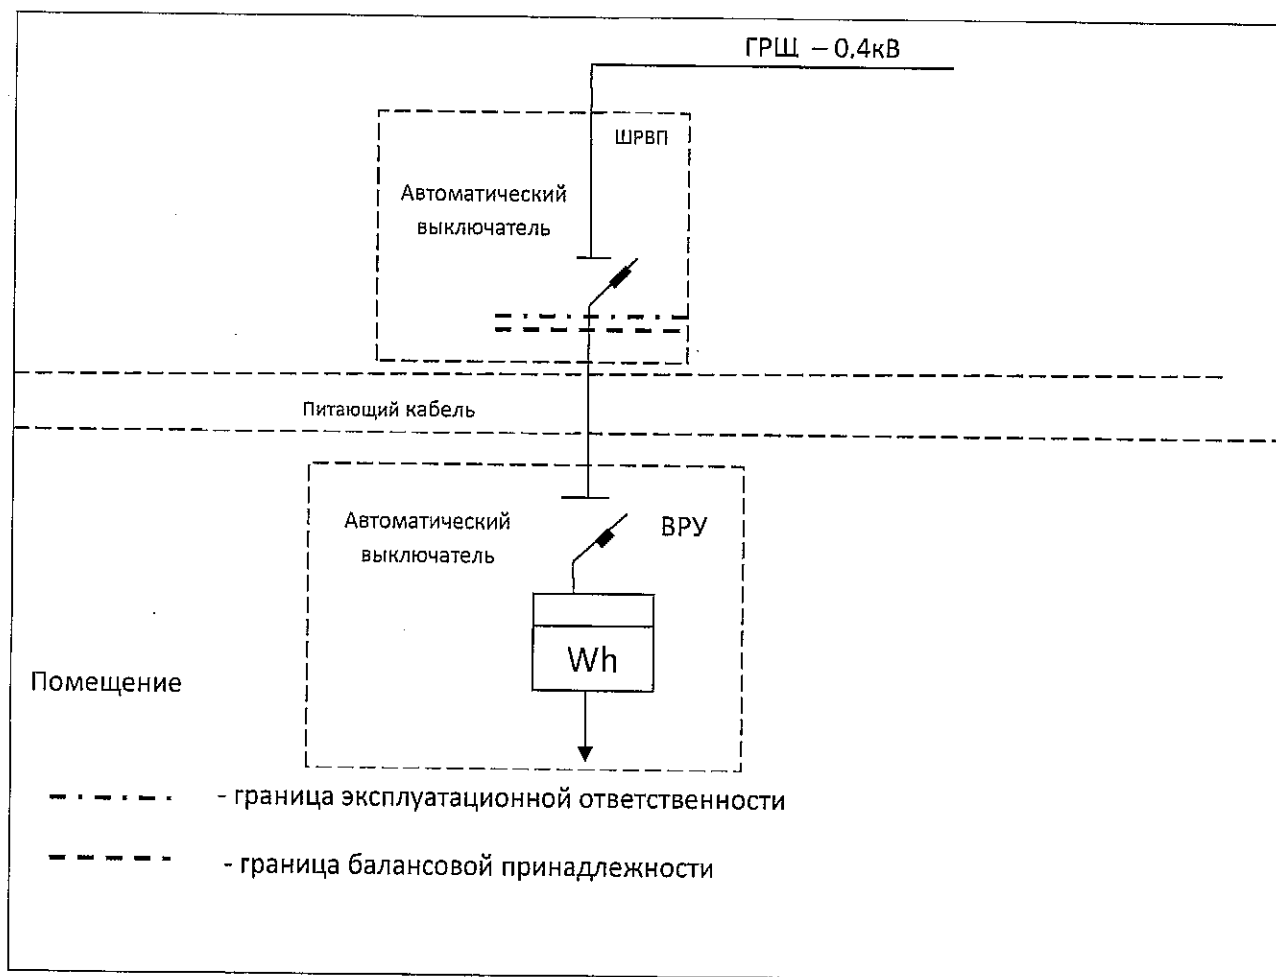 ГРЩ – 0,4кВ
ШРВП
Автоматический
выключатель
Питающий кабель
Автоматический
выключатель
ВРУ
Wh
Помещение
- граница эксплуатационной ответственности
- граница балансовой принадлежности